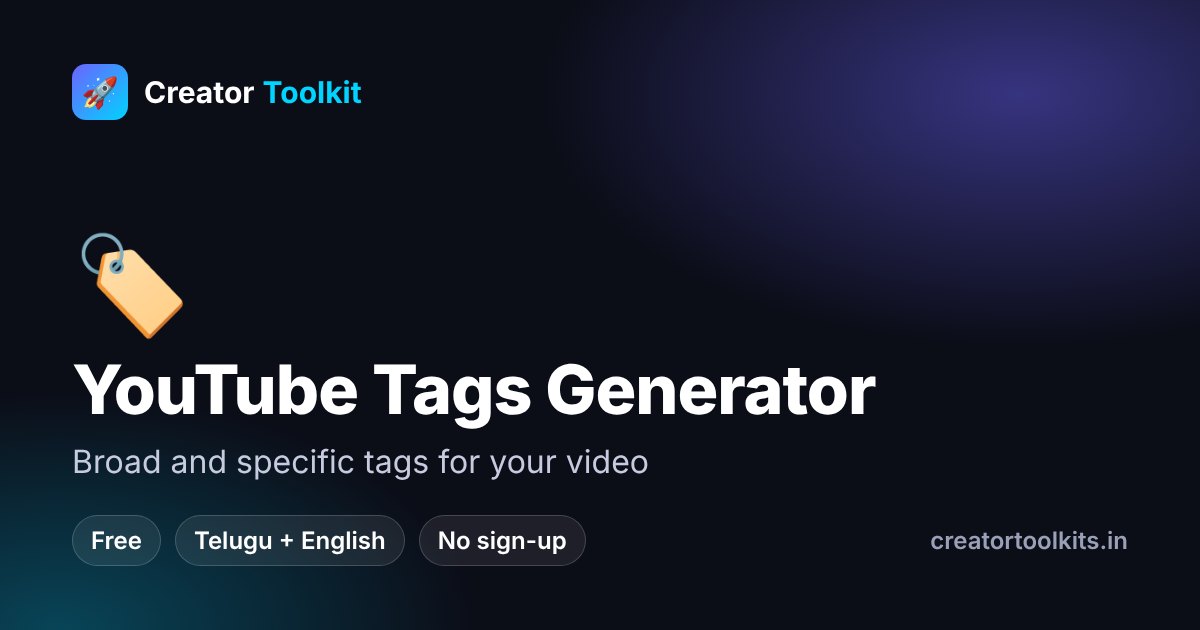 Creator Toolkit
YouTube Tags Generator
Broad and specific tags for your video
Free
Telugu + English
No sign-up
creatortoolkits.in